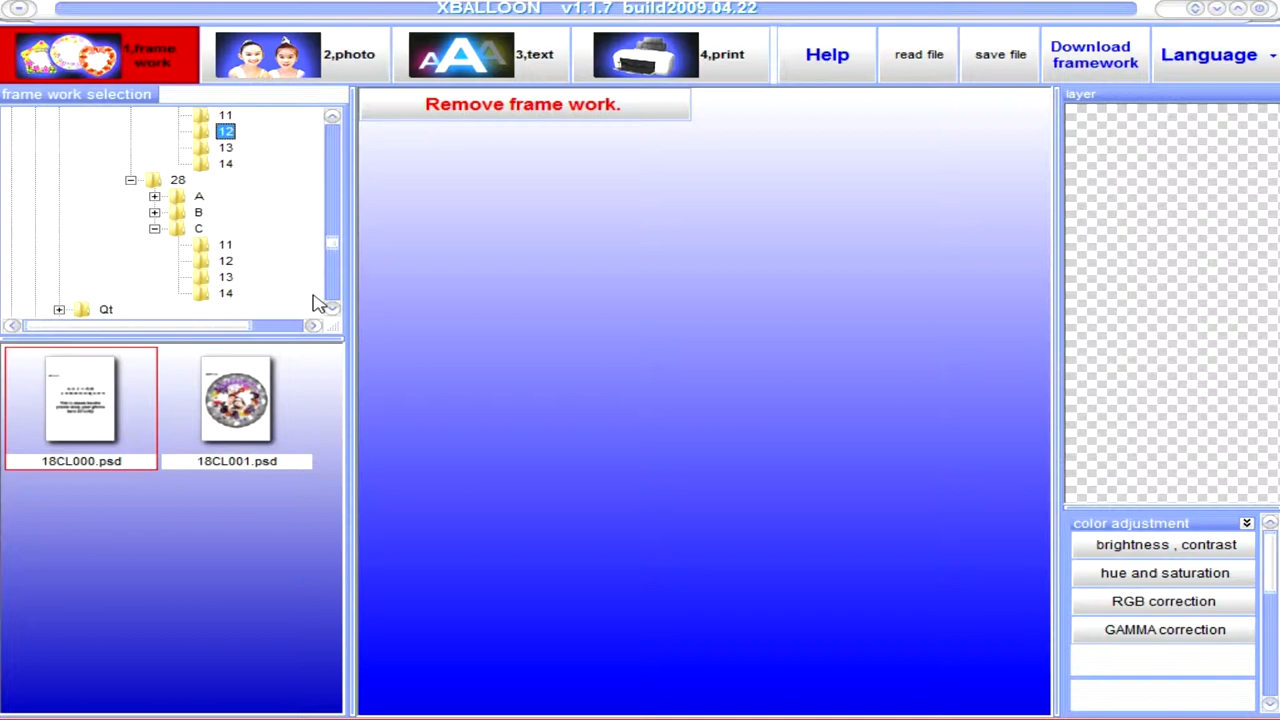 XBALLOON v1.1.7 build2009.04.22
1,frame
work
2,photo
3,text
4,print
Help
read file
save file
Download
framework
Language
frame work selection
Remove frame work.
layer
11
12
13
14
28
A
B
C
11
12
13
14
Qt
18CL000.psd
18CL001.psd
color adjustment
brightness , contrast
hue and saturation
RGB correction
GAMMA correction